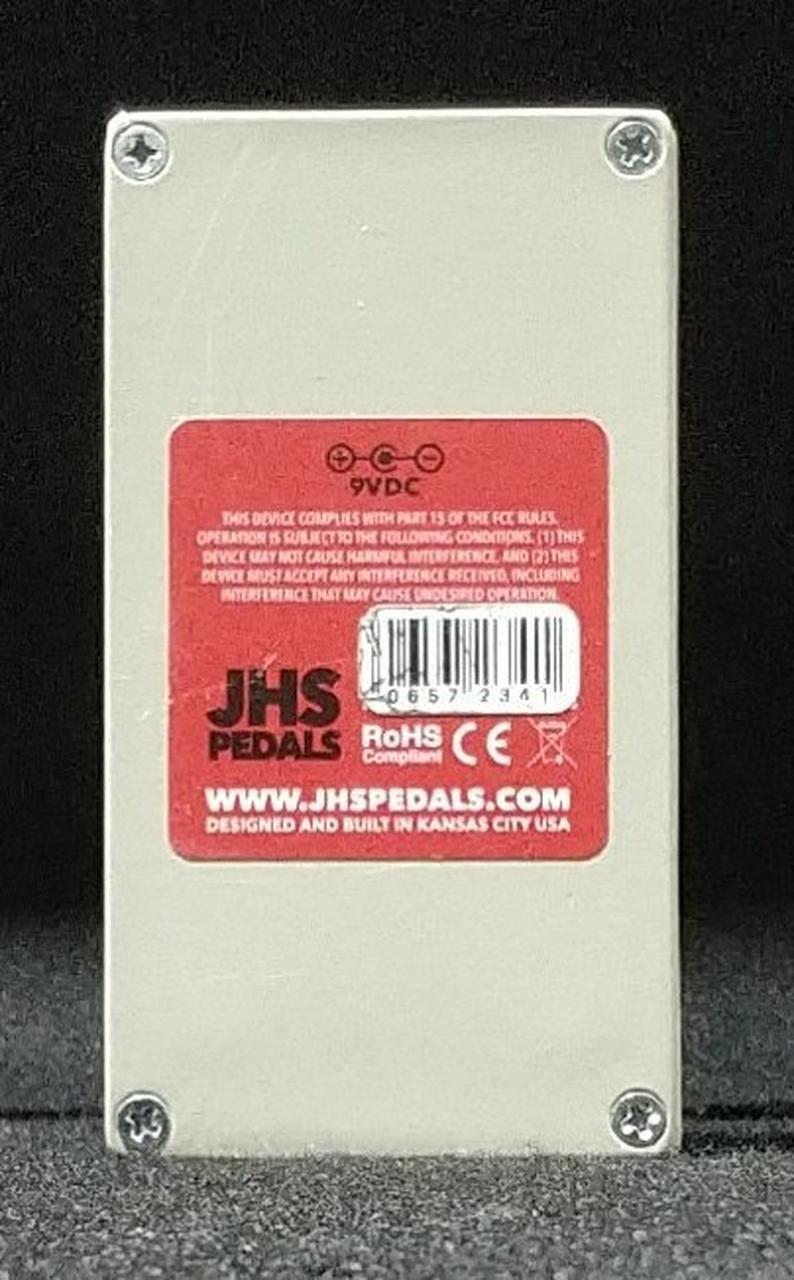 9VDC
THIS DEVICE COMPLIES WITH PART 15 OF THE FCC RULES.
OPERATION IS SUBJECT TO THE FOLLOWING CONDITIONS. (1) THIS
DEVICE MAY NOT CAUSE HARMFUL INTERFERENCE, AND (2) THIS
DEVICE MUST ACCEPT ANY INTERFERENCE RECEIVED, INCLUDING
INTERFERENCE THAT MAY CAUSE UNDESIRED OPERATION.
0657 2341
JHS
PEDALS
RoHS
Compliant
CE
WWW.JHSPEDALS.COM
DESIGNED AND BUILT IN KANSAS CITY USA